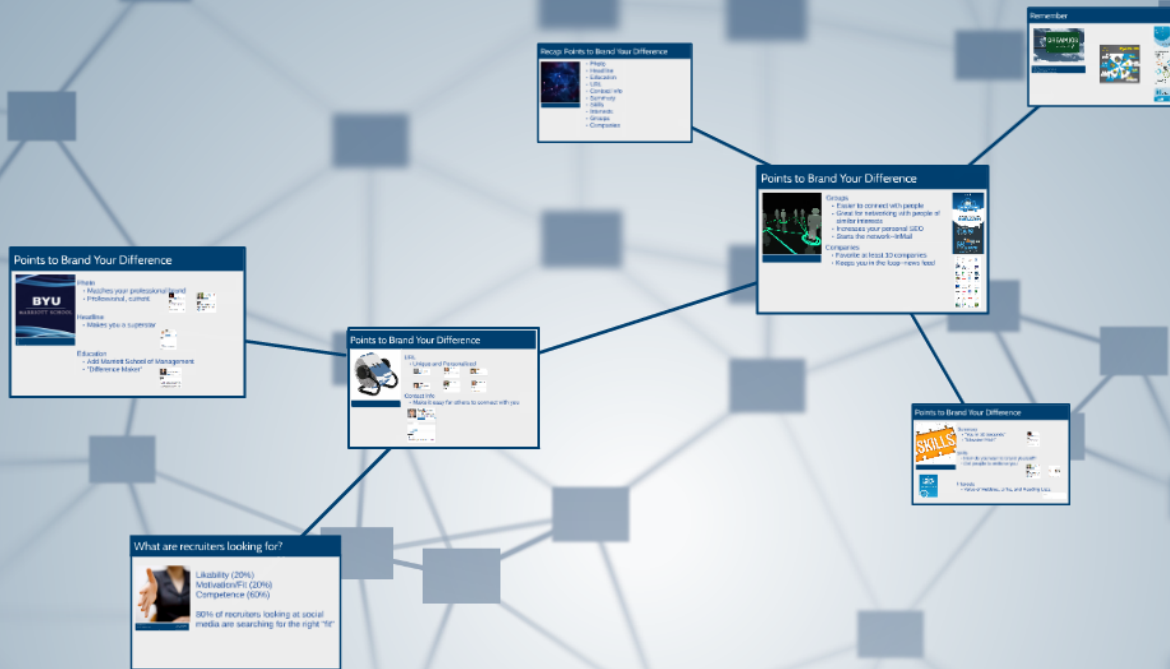 Recap: Points to Brand Your Difference
- Photo
- Headline
- Education
- URL
- Contact Info
- Summary
- Skills
- Interests
- Groups
- Companies
Remember
DREAM JOB
Points to Brand Your Difference
Groups
- Easier to connect with people
- Great for networking with people of
similar interests
- Increases your personal SEO
- Starts the network--InMail
Companies
- Favorite at least 10 companies
- Keeps you in the loop--news feed
Points to Brand Your Difference
BYU
MARRIOTT SCHOOL
Photo
- Matches your professional brand
- Professional, current
Headline
- Makes you a superstar
Education
- Add Marriott School of Management
- "Difference Maker"
Points to Brand Your Difference
URL
- Unique and Personalized
Contact Info
- Make it easy for others to connect with you
Points to Brand Your Difference
SKILLS
Summary
Skills
Interests
What are recruiters looking for?
Likability (20%)
Motivation/Fit (20%)
Competence (60%)
80% of recruiters looking at social
media are searching for the right "fit"